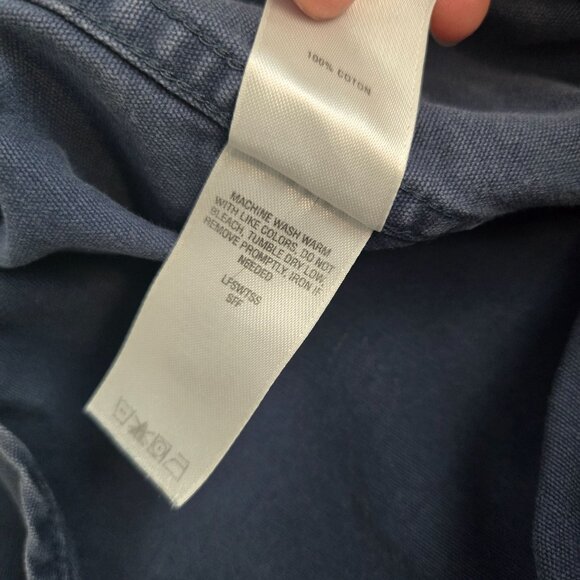 100% COTON
MACHINE WASH WARM
WITH LIKE COLORS, DO NOT
BLEACH, TUMBLE DRY LOW,
REMOVE PROMPTLY, IRON IF
NEEDED
LFSWTSS
SFF